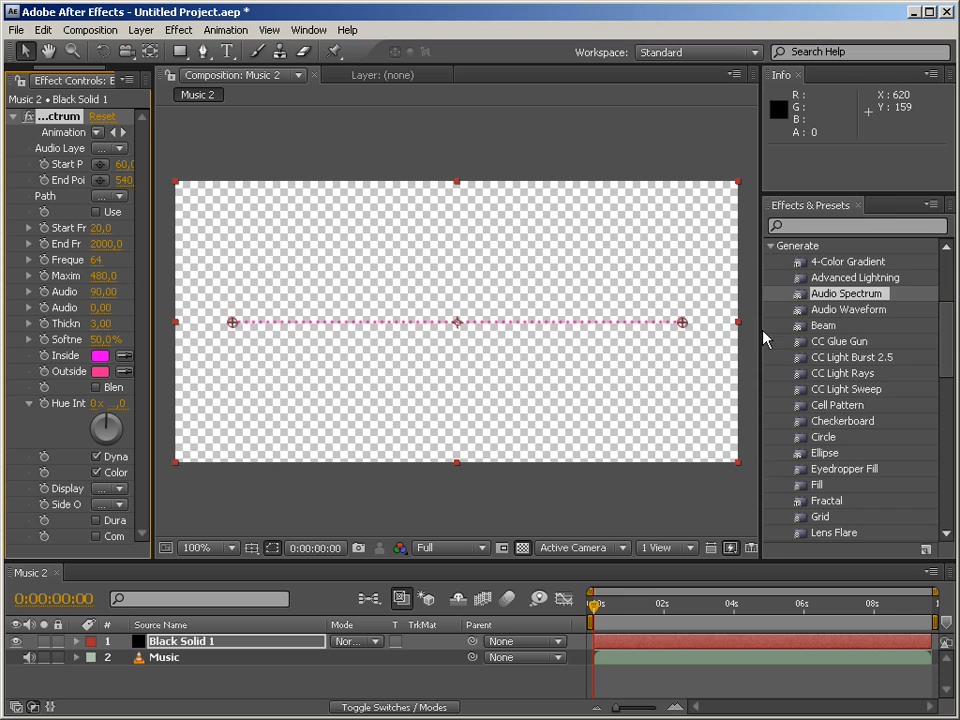 Adobe After Effects - Untitled Project.aep *
File Edit Composition Layer Effect Animation View Window Help
Workspace: Standard Search Help
Effect Controls: E
Music 2 • Black Solid 1
fx ...ctrum Reset
Animation
Audio Laye ...
Start P 60,0
End Poi 540
Path ...
Use
Start Fr 20,0
End Fr 2000,0
Freque 64
Maxim 480,0
Audio 90,00
Audio 0,00
Thickn 3,00
Softne 50,0%
Inside
Outside
Blen
Hue Int 0x ...,0
Dyna
Color
Display ...
Side O ...
Dura
Com
Composition: Music 2 Layer: (none)
Music 2
100% 0:00:00:00 Full Active Camera 1 View
Info
R : X : 620
G : Y : 159
B :
A : 0
Effects & Presets
Generate
4-Color Gradient
Advanced Lightning
Audio Spectrum
Audio Waveform
Beam
CC Glue Gun
CC Light Burst 2.5
CC Light Rays
CC Light Sweep
Cell Pattern
Checkerboard
Circle
Ellipse
Eyedropper Fill
Fill
Fractal
Grid
Lens Flare
Music 2
0:00:00:00
02s 04s 06s 08s
# Source Name Mode T TrkMat Parent
1 Black Solid 1 Nor... None
2 Music None
Toggle Switches / Modes